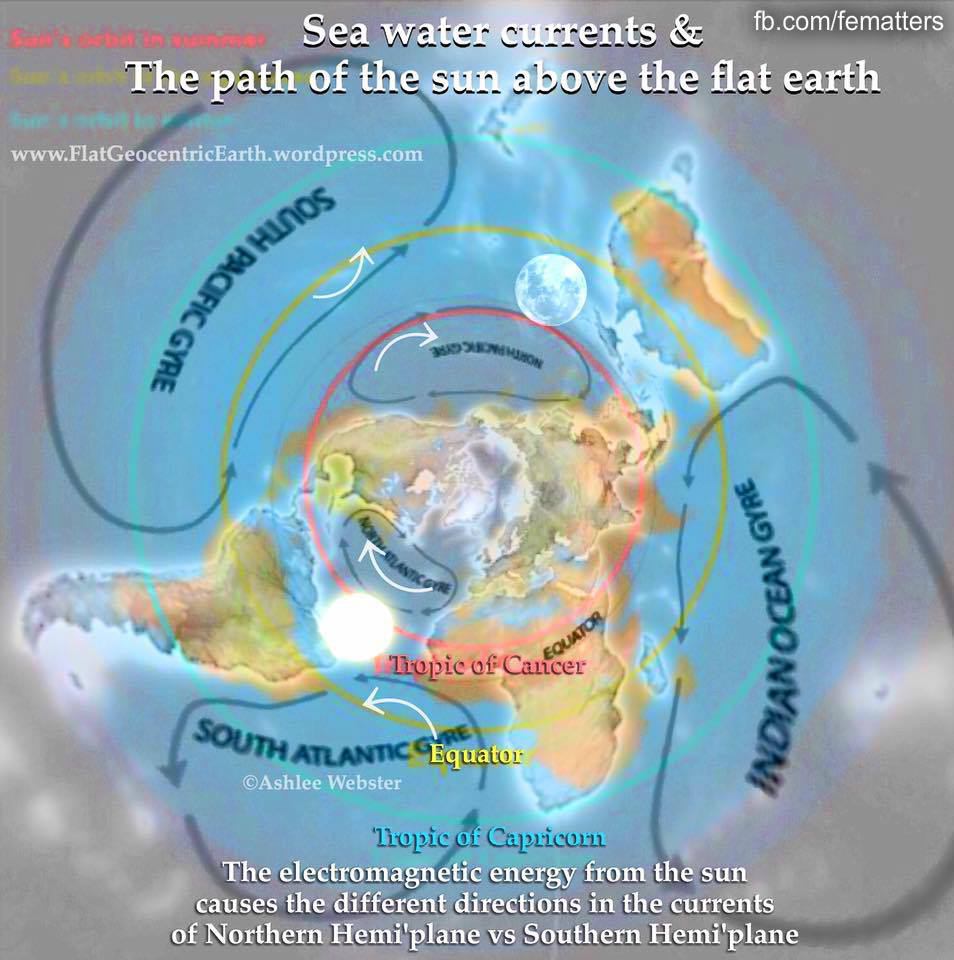 fb.com/fematters
Sea water currents &
The path of the sun above the flat earth
Sun's orbit in summer
Sun's orbit in winter
www.FlatGeocentricEarth.wordpress.com
SOUTH PACIFIC GYRE
NORTH PACIFIC GYRE
NORTH ATLANTIC GYRE
INDIAN OCEAN GYRE
EQUATOR
Tropic of Cancer
SOUTH ATLANTIC GYRE
Equator
©Ashlee Webster
Tropic of Capricorn
The electromagnetic energy from the sun
causes the different directions in the currents
of Northern Hemi'plane vs Southern Hemi'plane